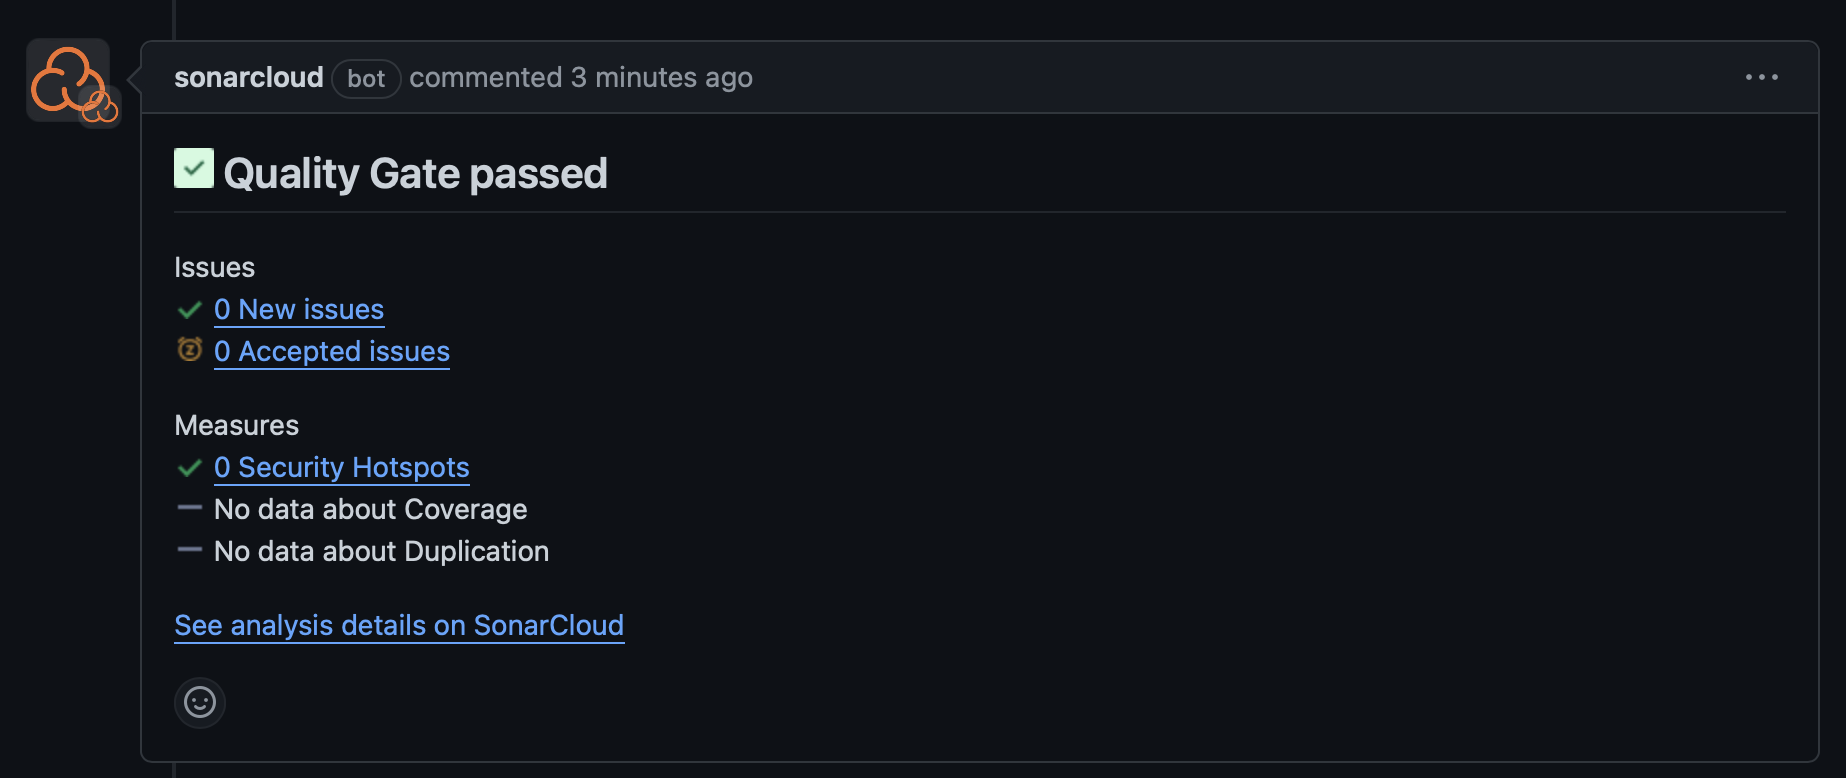 sonarcloud bot commented 3 minutes ago
Quality Gate passed
Issues
0 New issues
0 Accepted issues
Measures
0 Security Hotspots
No data about Coverage
No data about Duplication
See analysis details on SonarCloud